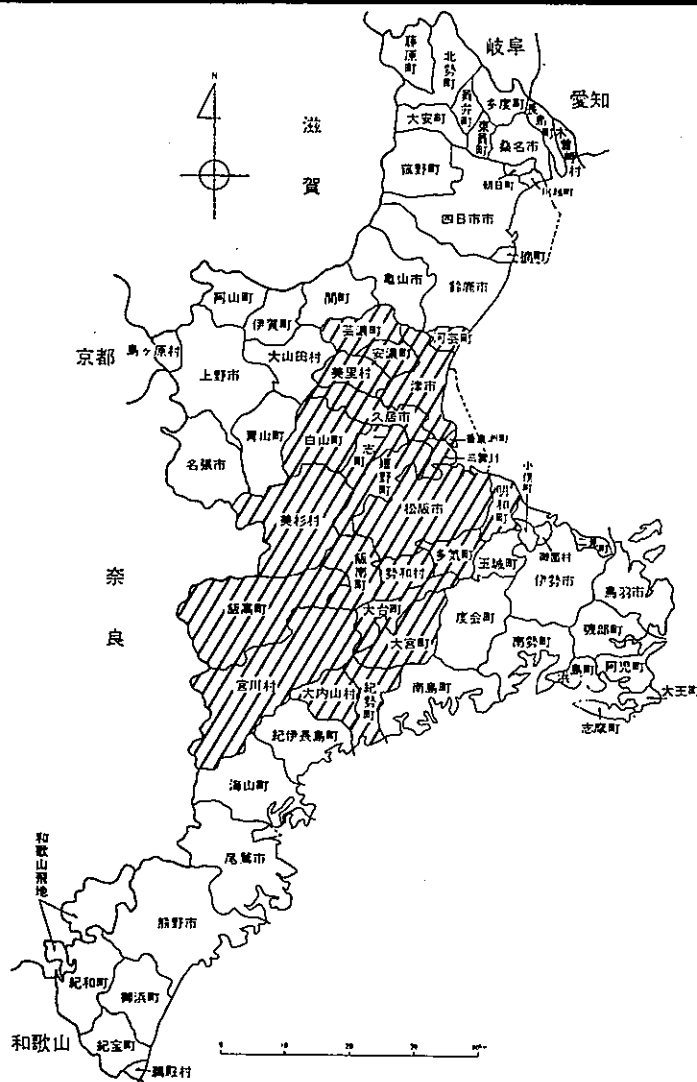 岐阜
愛知
滋賀
京都
奈良
和歌山
N
藤原町
北勢町
員弁町
多度町
長島町
木曽岬村
大安町
東員町
桑名市
菰野町
朝日町
川越町
四日市市
楠町
亀山市
鈴鹿市
関町
阿山町
伊賀町
島ヶ原村
上野市
大山田村
芸濃町
河芸町
安濃町
美里村
津市
青山町
白山町
久居市
香良洲町
三雲町
嬉野町
名張市
小俣町
明和町
松阪市
美杉村
二見町
御薗村
飯南町
勢和村
多気町
玉城町
伊勢市
鳥羽市
飯高町
大台町
度会町
磯部町
大宮町
南勢町
浜島町
阿児町
宮川村
大内山村
紀勢町
南島町
大王町
志摩町
紀伊長島町
海山町
和歌山飛地
尾鷲市
熊野市
紀和町
御浜町
紀宝町
鵜殿村
0
10
20
30